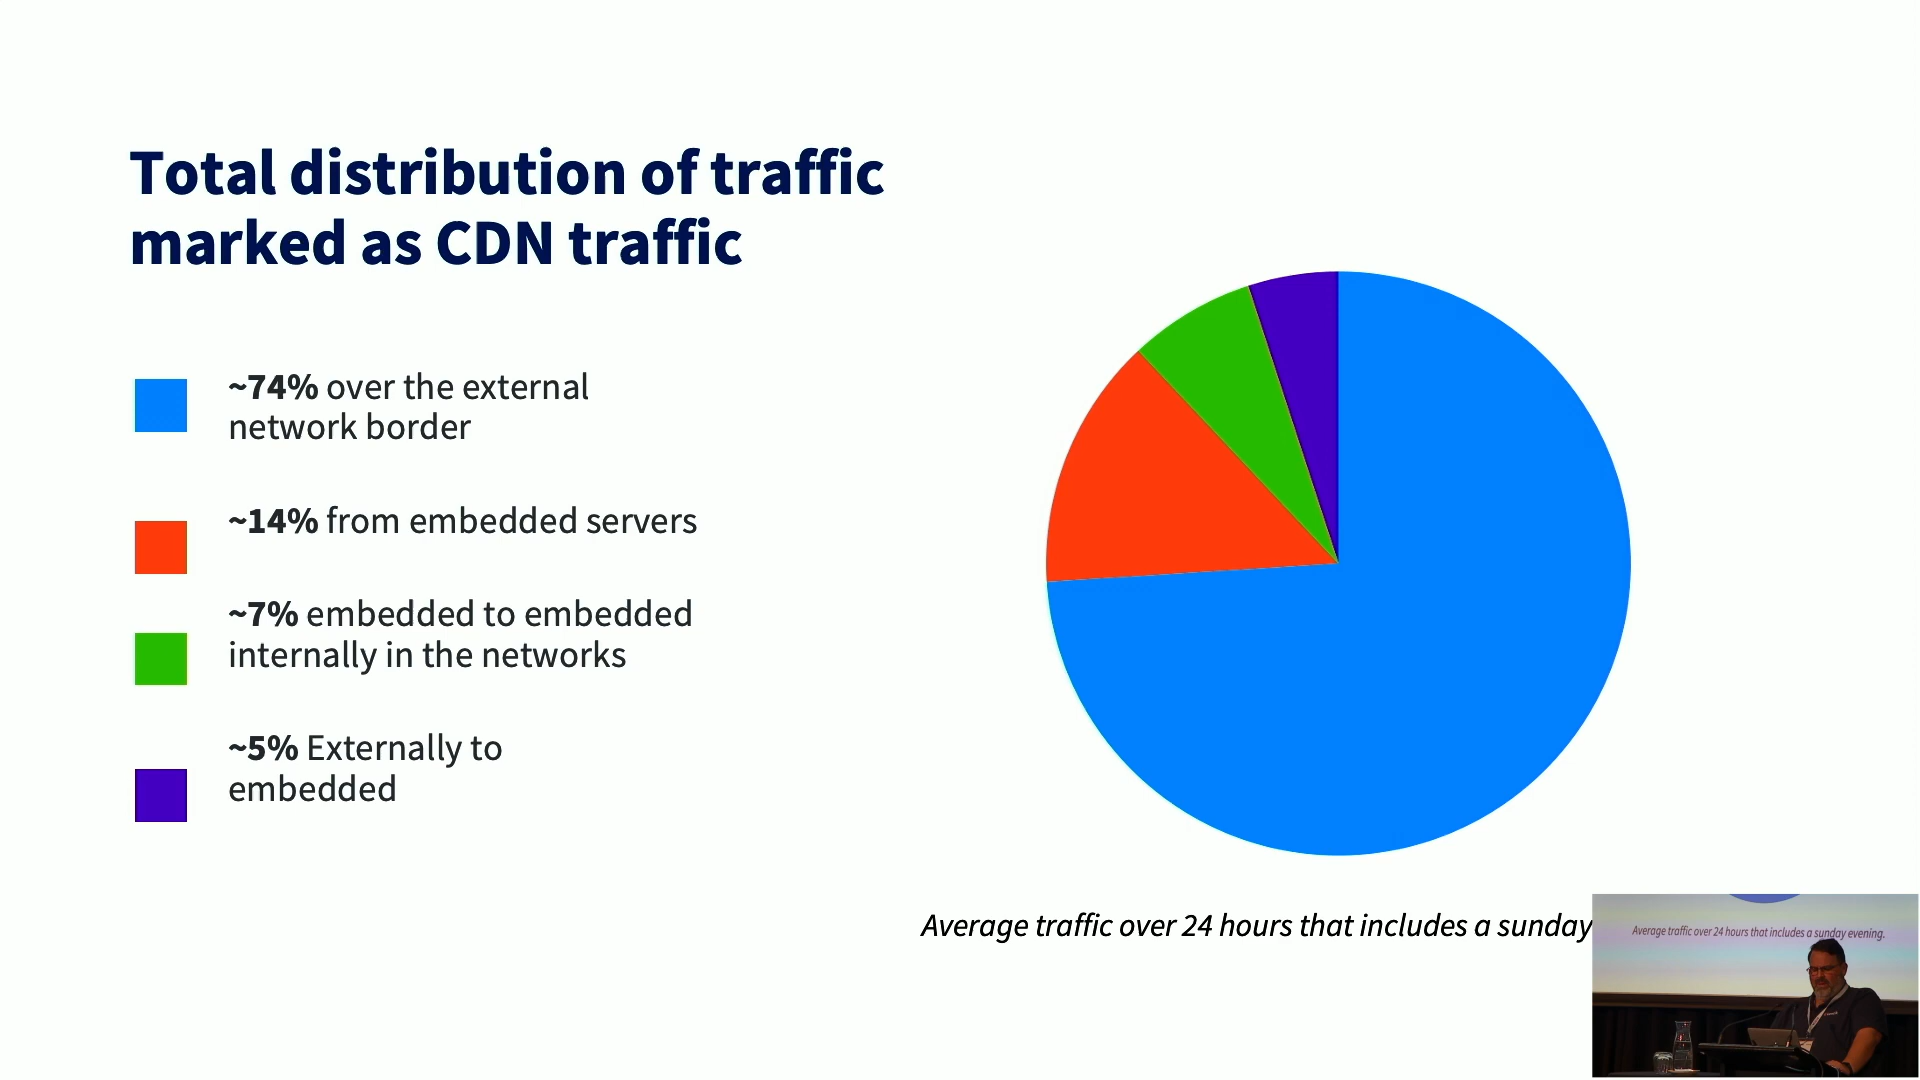 Total distribution of traffic
marked as CDN traffic
~74% over the external
network border
~14% from embedded servers
~7% embedded to embedded
internally in the networks
~5% Externally to
embedded
Average traffic over 24 hours that includes a sunday
Average traffic over 24 hours that includes a sunday evening.